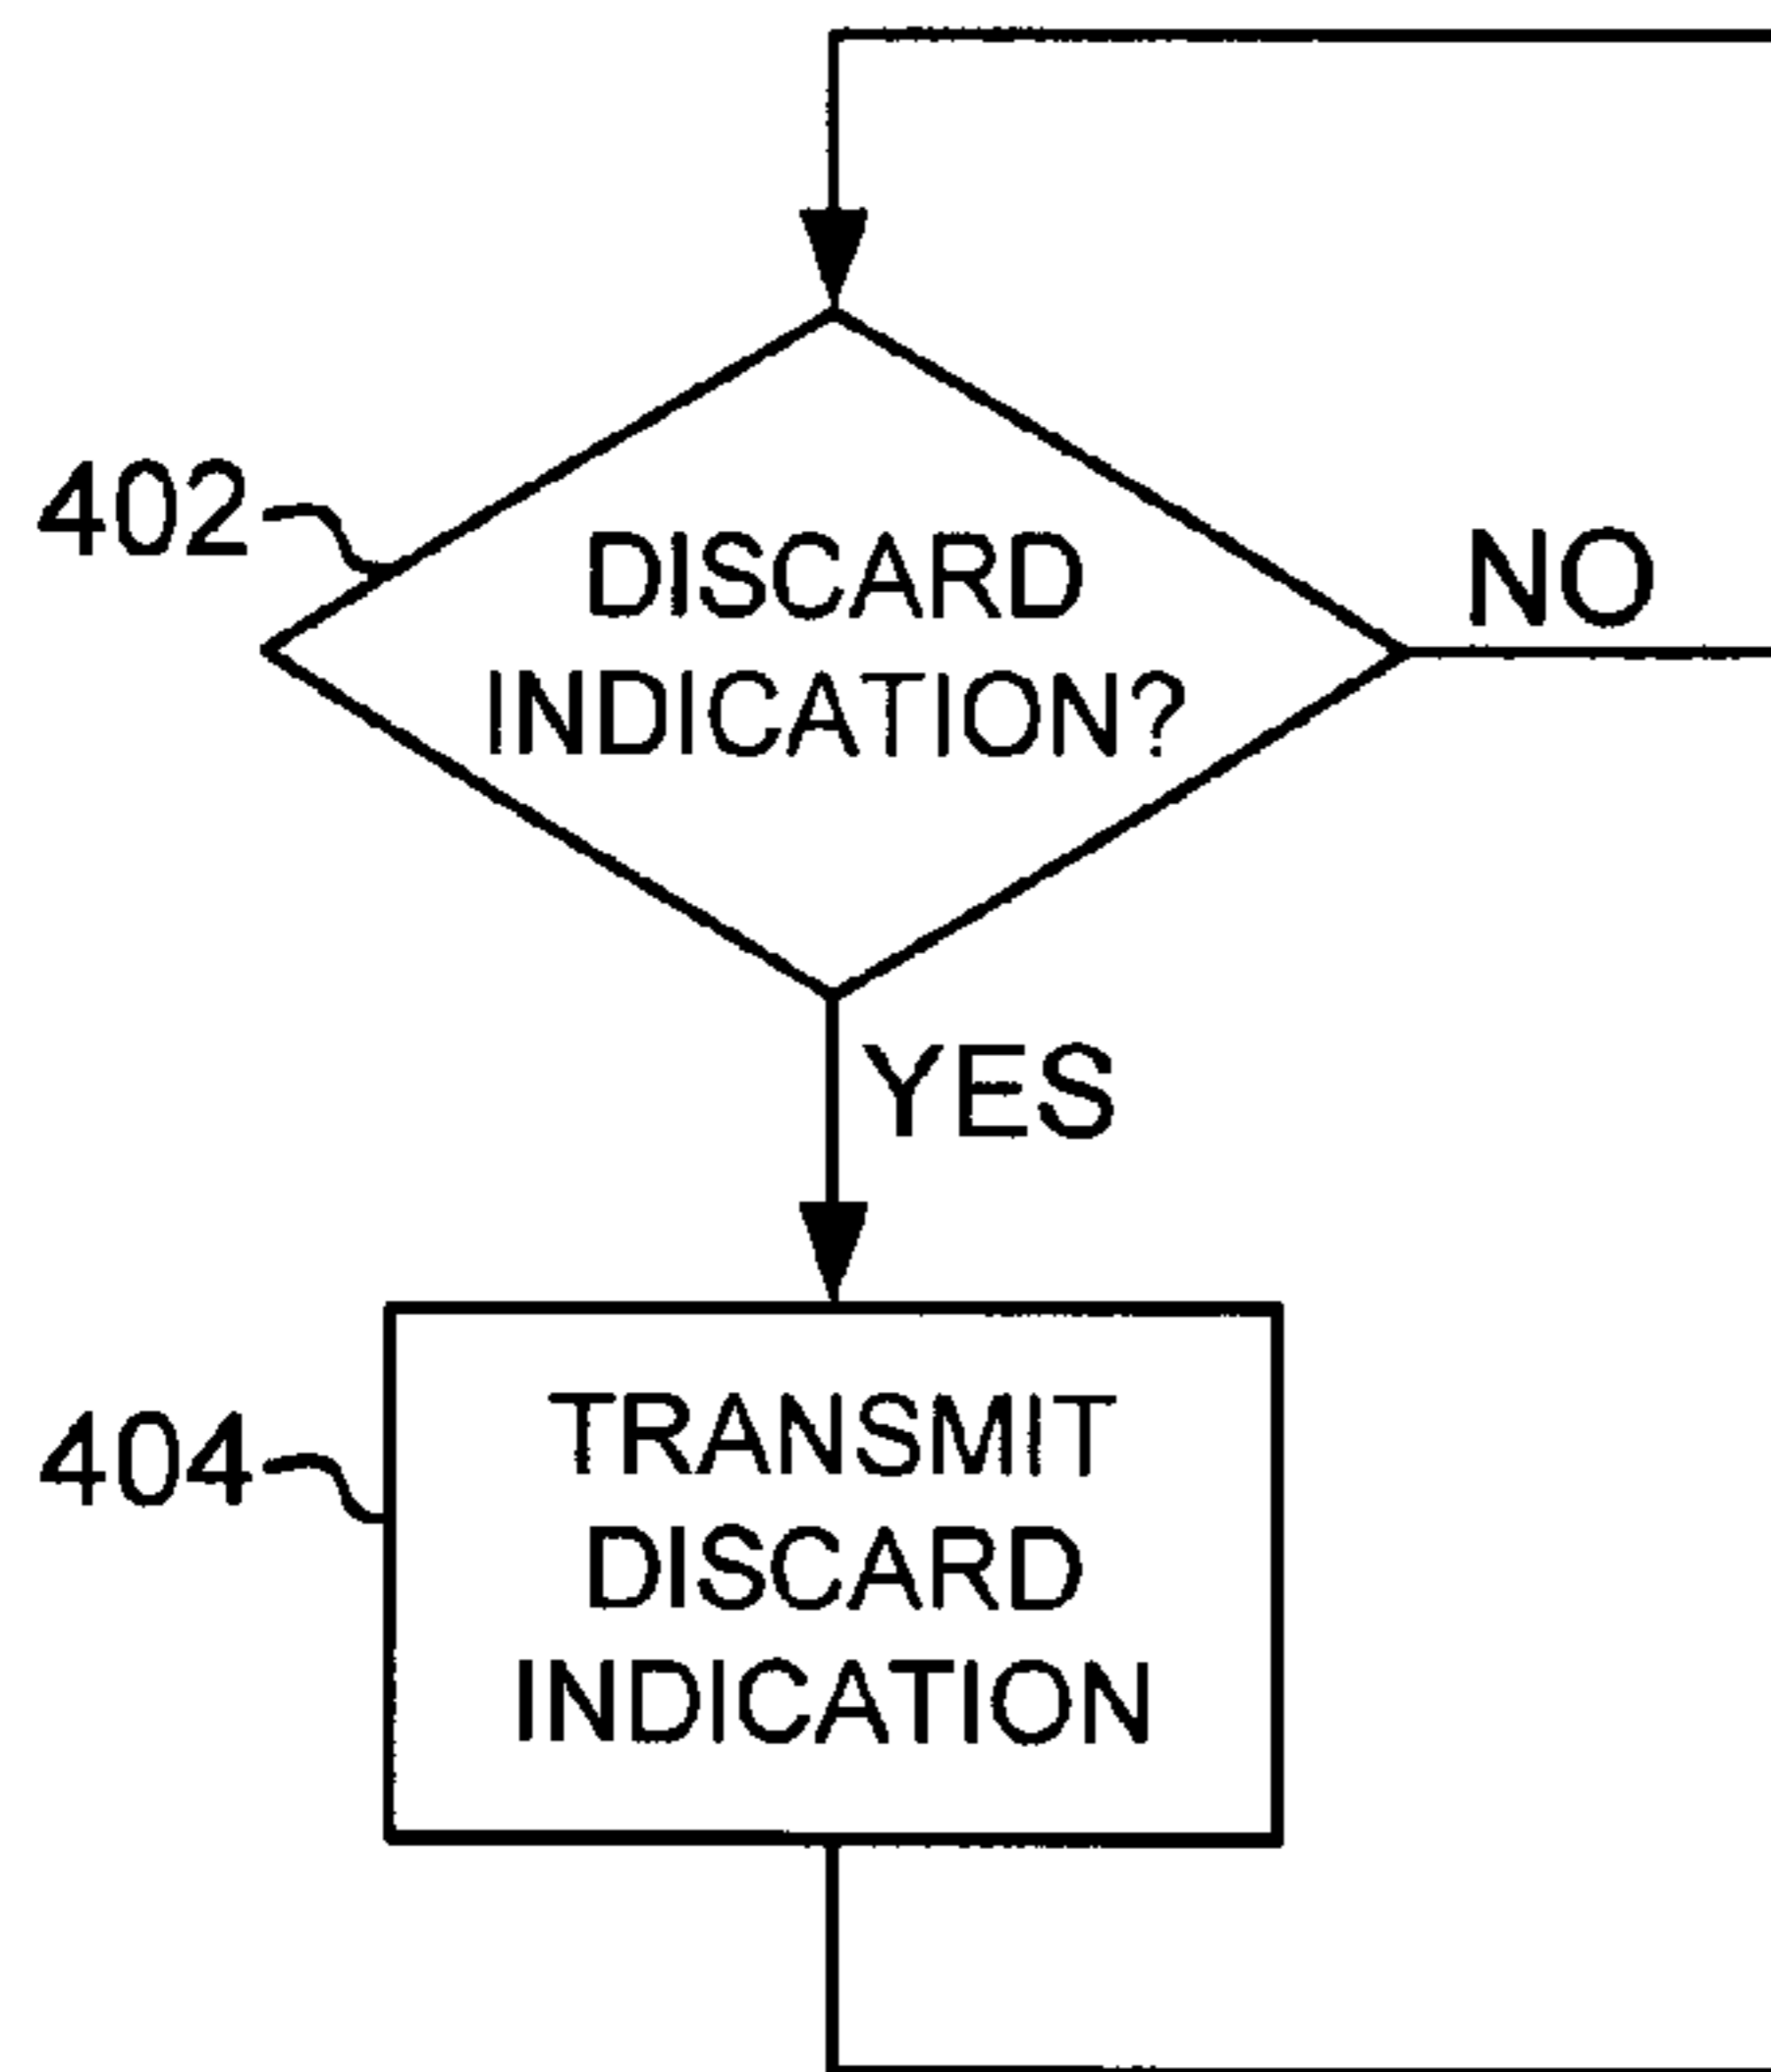 402
DISCARD
INDICATION?
NO
YES
404
TRANSMIT
DISCARD
INDICATION